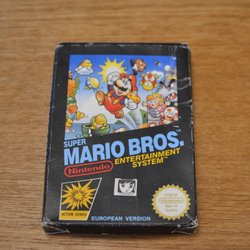 SUPER
MARIO BROS.
Nintendo
ENTERTAINMENT
SYSTEM
ACTION SERIES
EUROPEAN VERSION